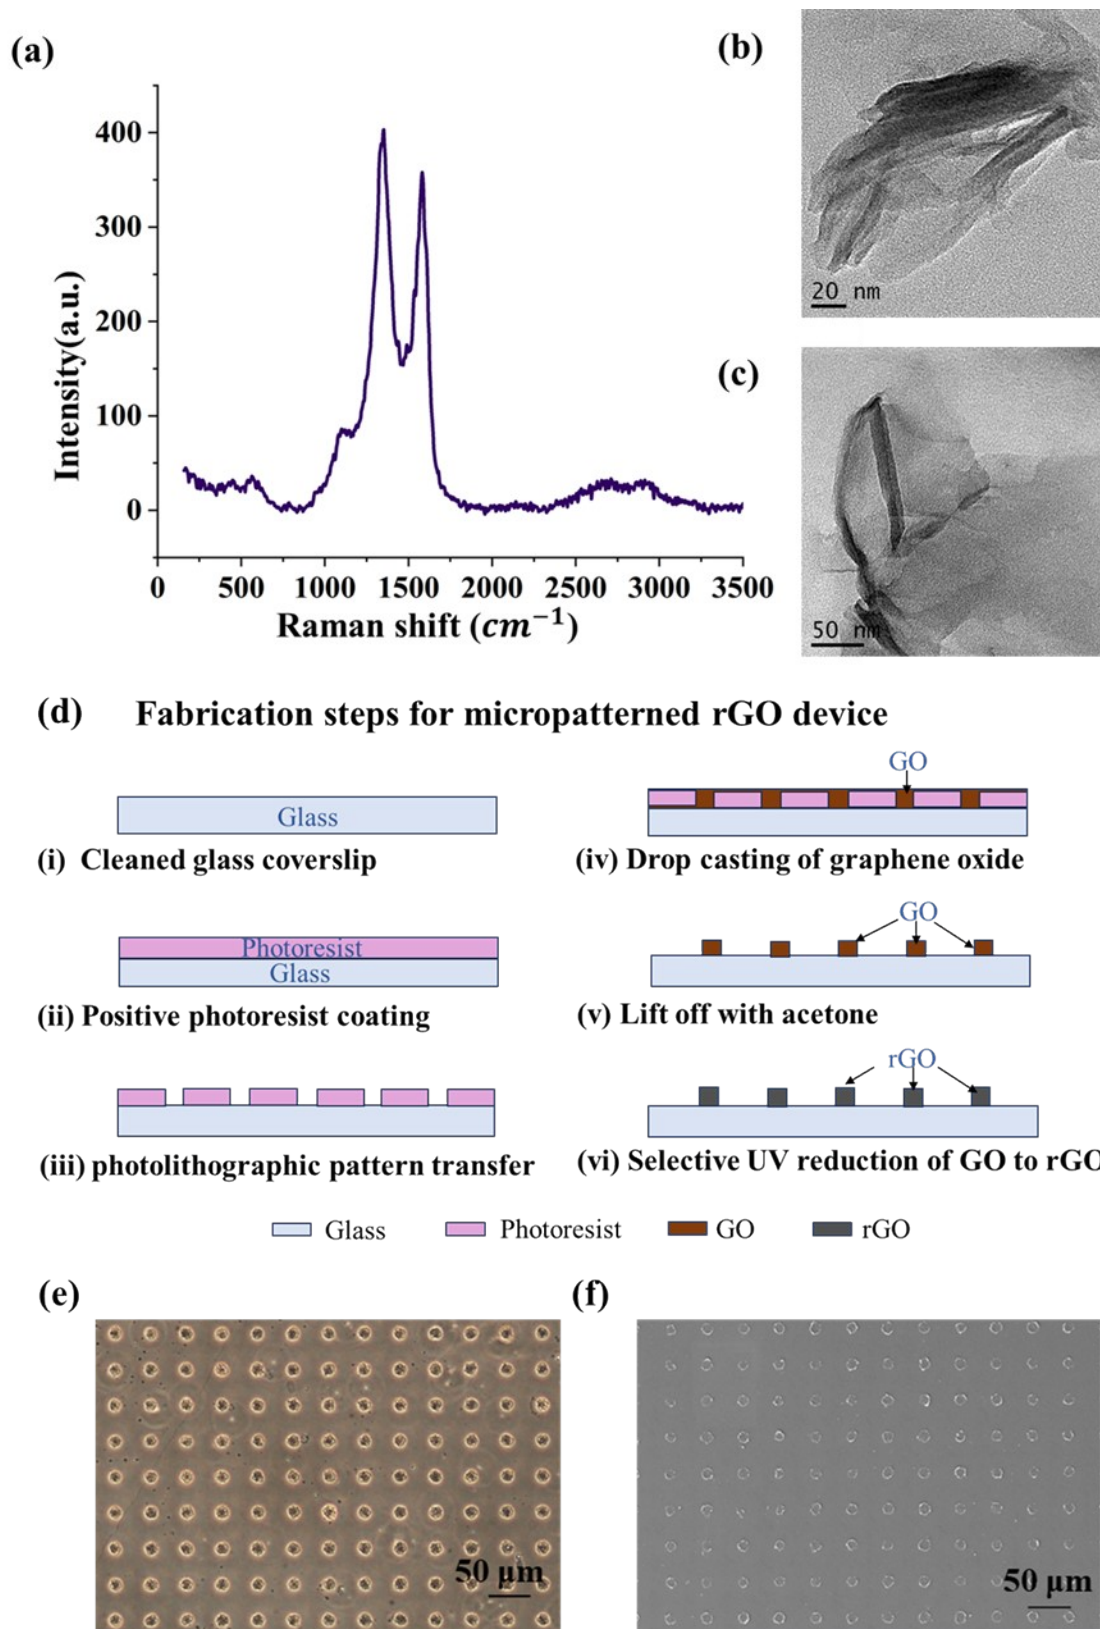 (a)
400
300
200
100
0
Intensity(a.u.)
0 500 1000 1500 2000 2500 3000 3500
Raman shift (cm⁻¹)
(b)
20 nm
(c)
50 nm
(d) Fabrication steps for micropatterned rGO device
Glass
(i) Cleaned glass coverslip
Photoresist
Glass
(ii) Positive photoresist coating
(iii) photolithographic pattern transfer
GO
(iv) Drop casting of graphene oxide
GO
(v) Lift off with acetone
rGO
(vi) Selective UV reduction of GO to rGO
Glass Photoresist GO rGO
(e)
50 μm
(f)
50 μm